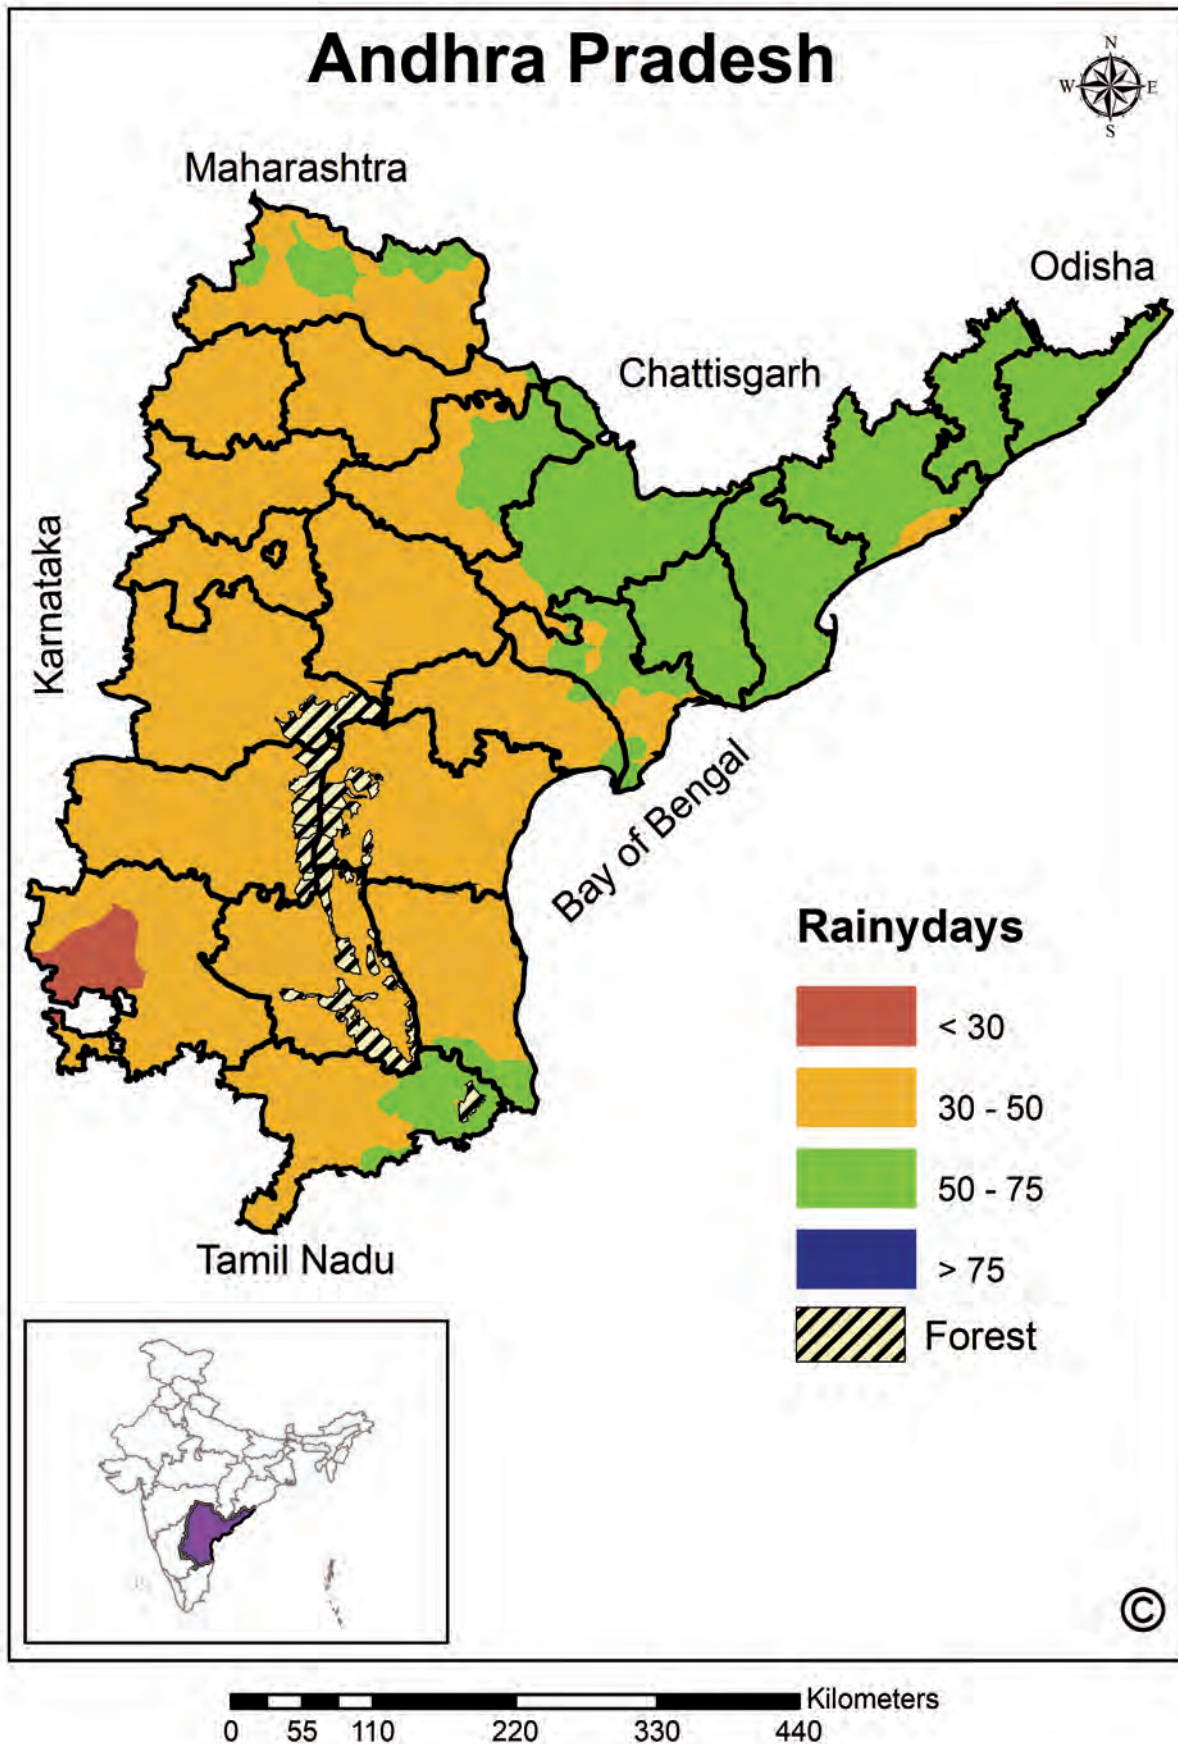 Andhra Pradesh
N
W E
S
Maharashtra
Odisha
Chattisgarh
Karnataka
Bay of Bengal
Rainydays
< 30
30 - 50
50 - 75
> 75
Forest
Tamil Nadu
©
Kilometers
0 55 110 220 330 440